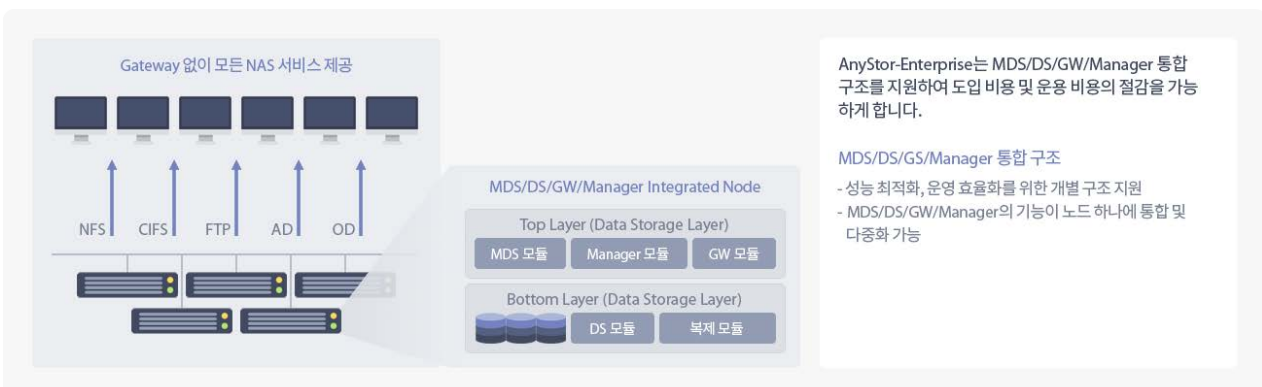 Gateway 없이 모든 NAS 서비스 제공
NFS
CIFS
FTP
AD
OD
MDS/DS/GW/Manager Integrated Node
Top Layer (Data Storage Layer)
MDS 모듈
Manager 모듈
GW 모듈
Bottom Layer (Data Storage Layer)
DS 모듈
복제 모듈
AnyStor-Enterprise는 MDS/DS/GW/Manager 통합
구조를 지원하여 도입 비용 및 운용 비용의 절감을 가능
하게 합니다.
MDS/DS/GS/Manager 통합 구조
- 성능 최적화, 운영 효율화를 위한 개별 구조 지원
- MDS/DS/GW/Manager의 기능이 노드 하나에 통합 및
다중화 가능